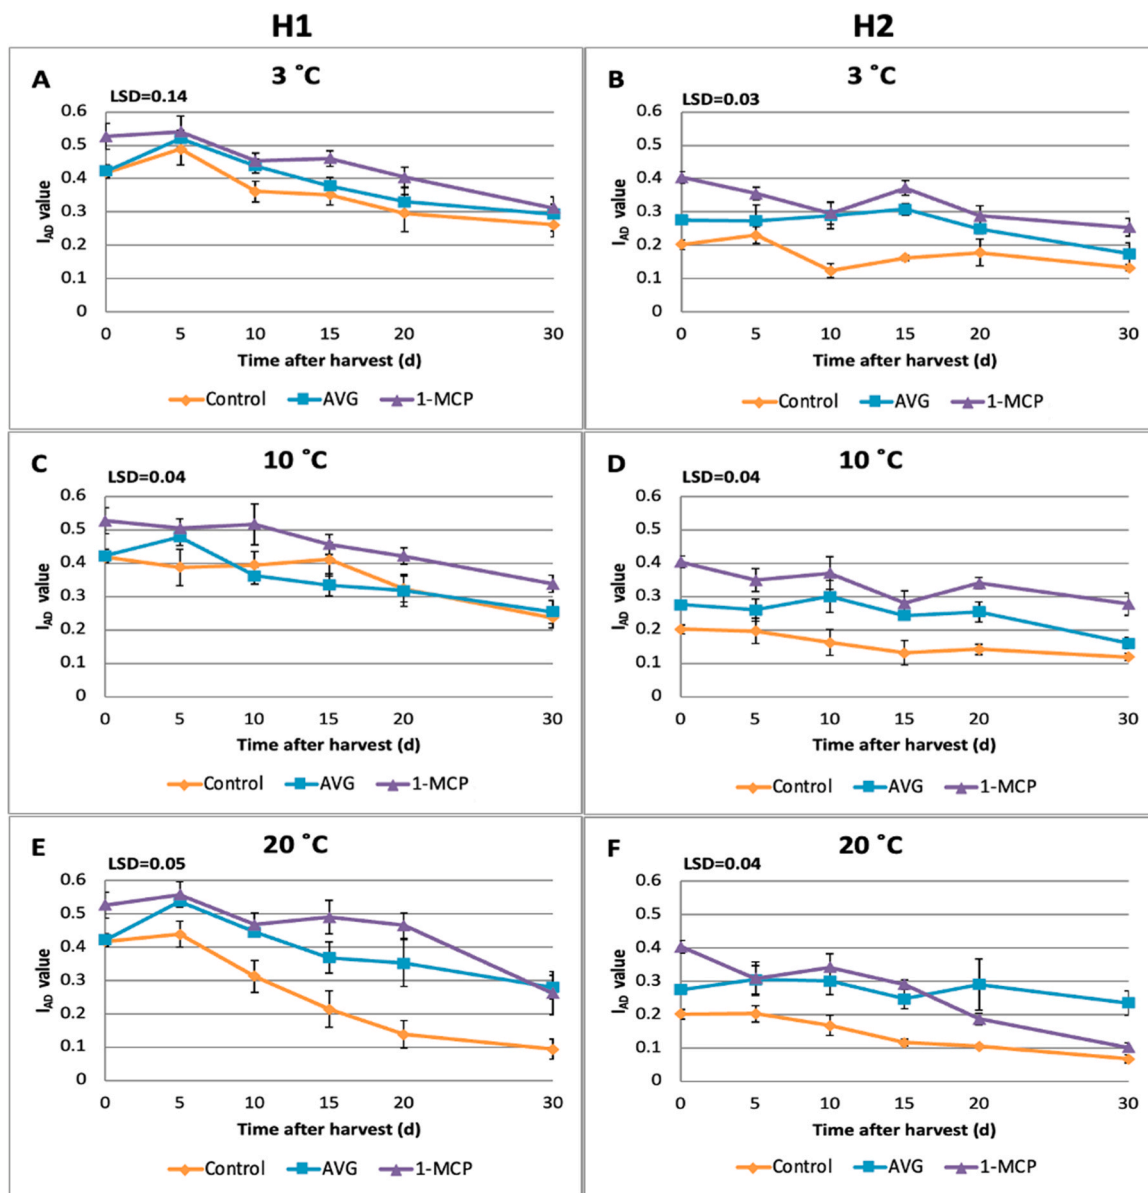 H1 H2
A 3 ˚C
LSD=0.14
0.6
0.5
0.4
0.3
0.2
0.1
0
IAD value
0 5 10 15 20 30
Time after harvest (d)
Control AVG 1-MCP
B 3 ˚C
LSD=0.03
0.6
0.5
0.4
0.3
0.2
0.1
0
IAD value
0 5 10 15 20 30
Time after harvest (d)
Control AVG 1-MCP
C 10 ˚C
LSD=0.04
0.6
0.5
0.4
0.3
0.2
0.1
0
IAD value
0 5 10 15 20 30
Time after harvest (d)
Control AVG 1-MCP
D 10 ˚C
LSD=0.04
0.6
0.5
0.4
0.3
0.2
0.1
0
IAD value
0 5 10 15 20 30
Time after harvest (d)
Control AVG 1-MCP
E 20 ˚C
LSD=0.05
0.6
0.5
0.4
0.3
0.2
0.1
0
IAD value
0 5 10 15 20 30
Time after harvest (d)
Control AVG 1-MCP
F 20 ˚C
LSD=0.04
0.6
0.5
0.4
0.3
0.2
0.1
0
IAD value
0 5 10 15 20 30
Time after harvest (d)
Control AVG 1-MCP